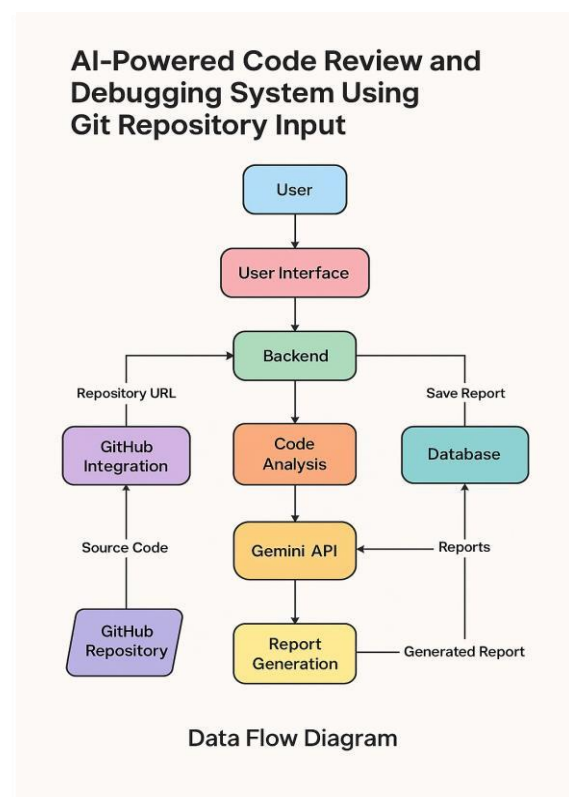 AI-Powered Code Review and
Debugging System Using
Git Repository Input
User
User Interface
Backend
Repository URL
Save Report
GitHub
Integration
Code
Analysis
Database
Source Code
Gemini API
Reports
GitHub
Repository
Report
Generation
Generated Report
Data Flow Diagram